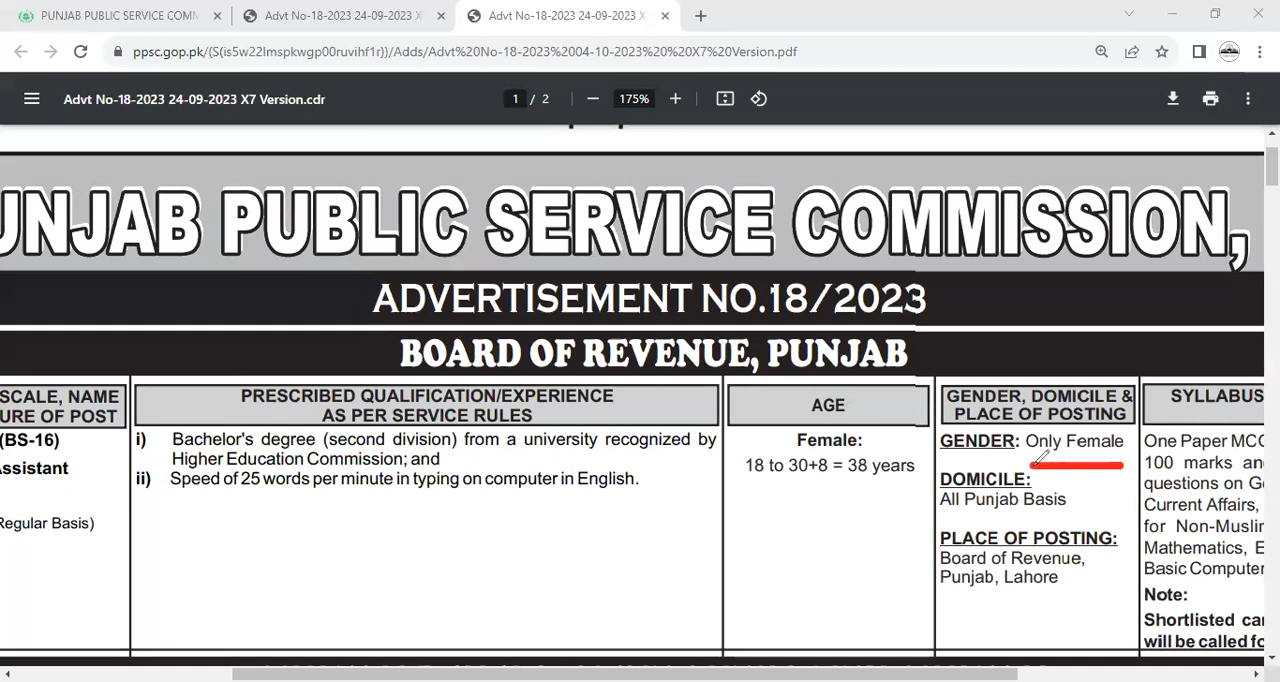 PUNJAB PUBLIC SERVICE COMM
Advt No-18-2023 24-09-2023 X
Advt No-18-2023 24-09-2023 X
ppsc.gop.pk/(S(is5w22lmspkwgp00ruvihf1r))/Adds/Advt%20No-18-2023%2004-10-2023%20%20X7%20Version.pdf
Advt No-18-2023 24-09-2023 X7 Version.cdr
1 / 2
175%
UNJAB PUBLIC SERVICE COMMISSION,
ADVERTISEMENT NO.18/2023
BOARD OF REVENUE, PUNJAB
SCALE, NAME
URE OF POST
PRESCRIBED QUALIFICATION/EXPERIENCE
AS PER SERVICE RULES
AGE
GENDER, DOMICILE &
PLACE OF POSTING
SYLLABUS
(BS-16)
ssistant
Regular Basis)
i) Bachelor's degree (second division) from a university recognized by
Higher Education Commission; and
ii) Speed of 25 words per minute in typing on computer in English.
Female:
18 to 30+8 = 38 years
GENDER: Only Female
DOMICILE:
All Punjab Basis
PLACE OF POSTING:
Board of Revenue,
Punjab, Lahore
One Paper MC
100 marks an
questions on G
Current Affairs,
for Non-Muslin
Mathematics, E
Basic Computer
Note:
Shortlisted ca
will be called fo